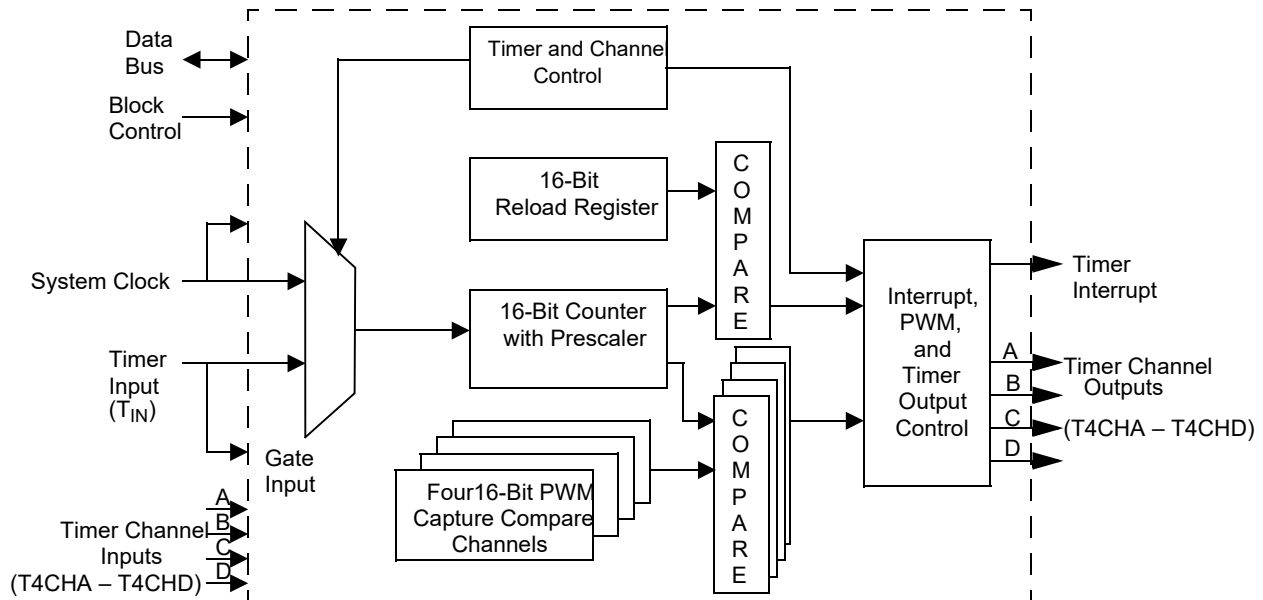 Data
Bus
Block
Control
System Clock
Timer
Input
(TIN)
Gate
Input
A
B
C
D
Timer Channel
Inputs
(T4CHA – T4CHD)
Timer and Channel
Control
16-Bit
Reload Register
16-Bit Counter
with Prescaler
Four16-Bit PWM
Capture Compare
Channels
C
O
M
P
A
R
E
C
O
M
P
A
R
E
Interrupt,
PWM,
and
Timer
Output
Control
Timer
Interrupt
A
B
C
D
Timer Channel
Outputs
(T4CHA – T4CHD)